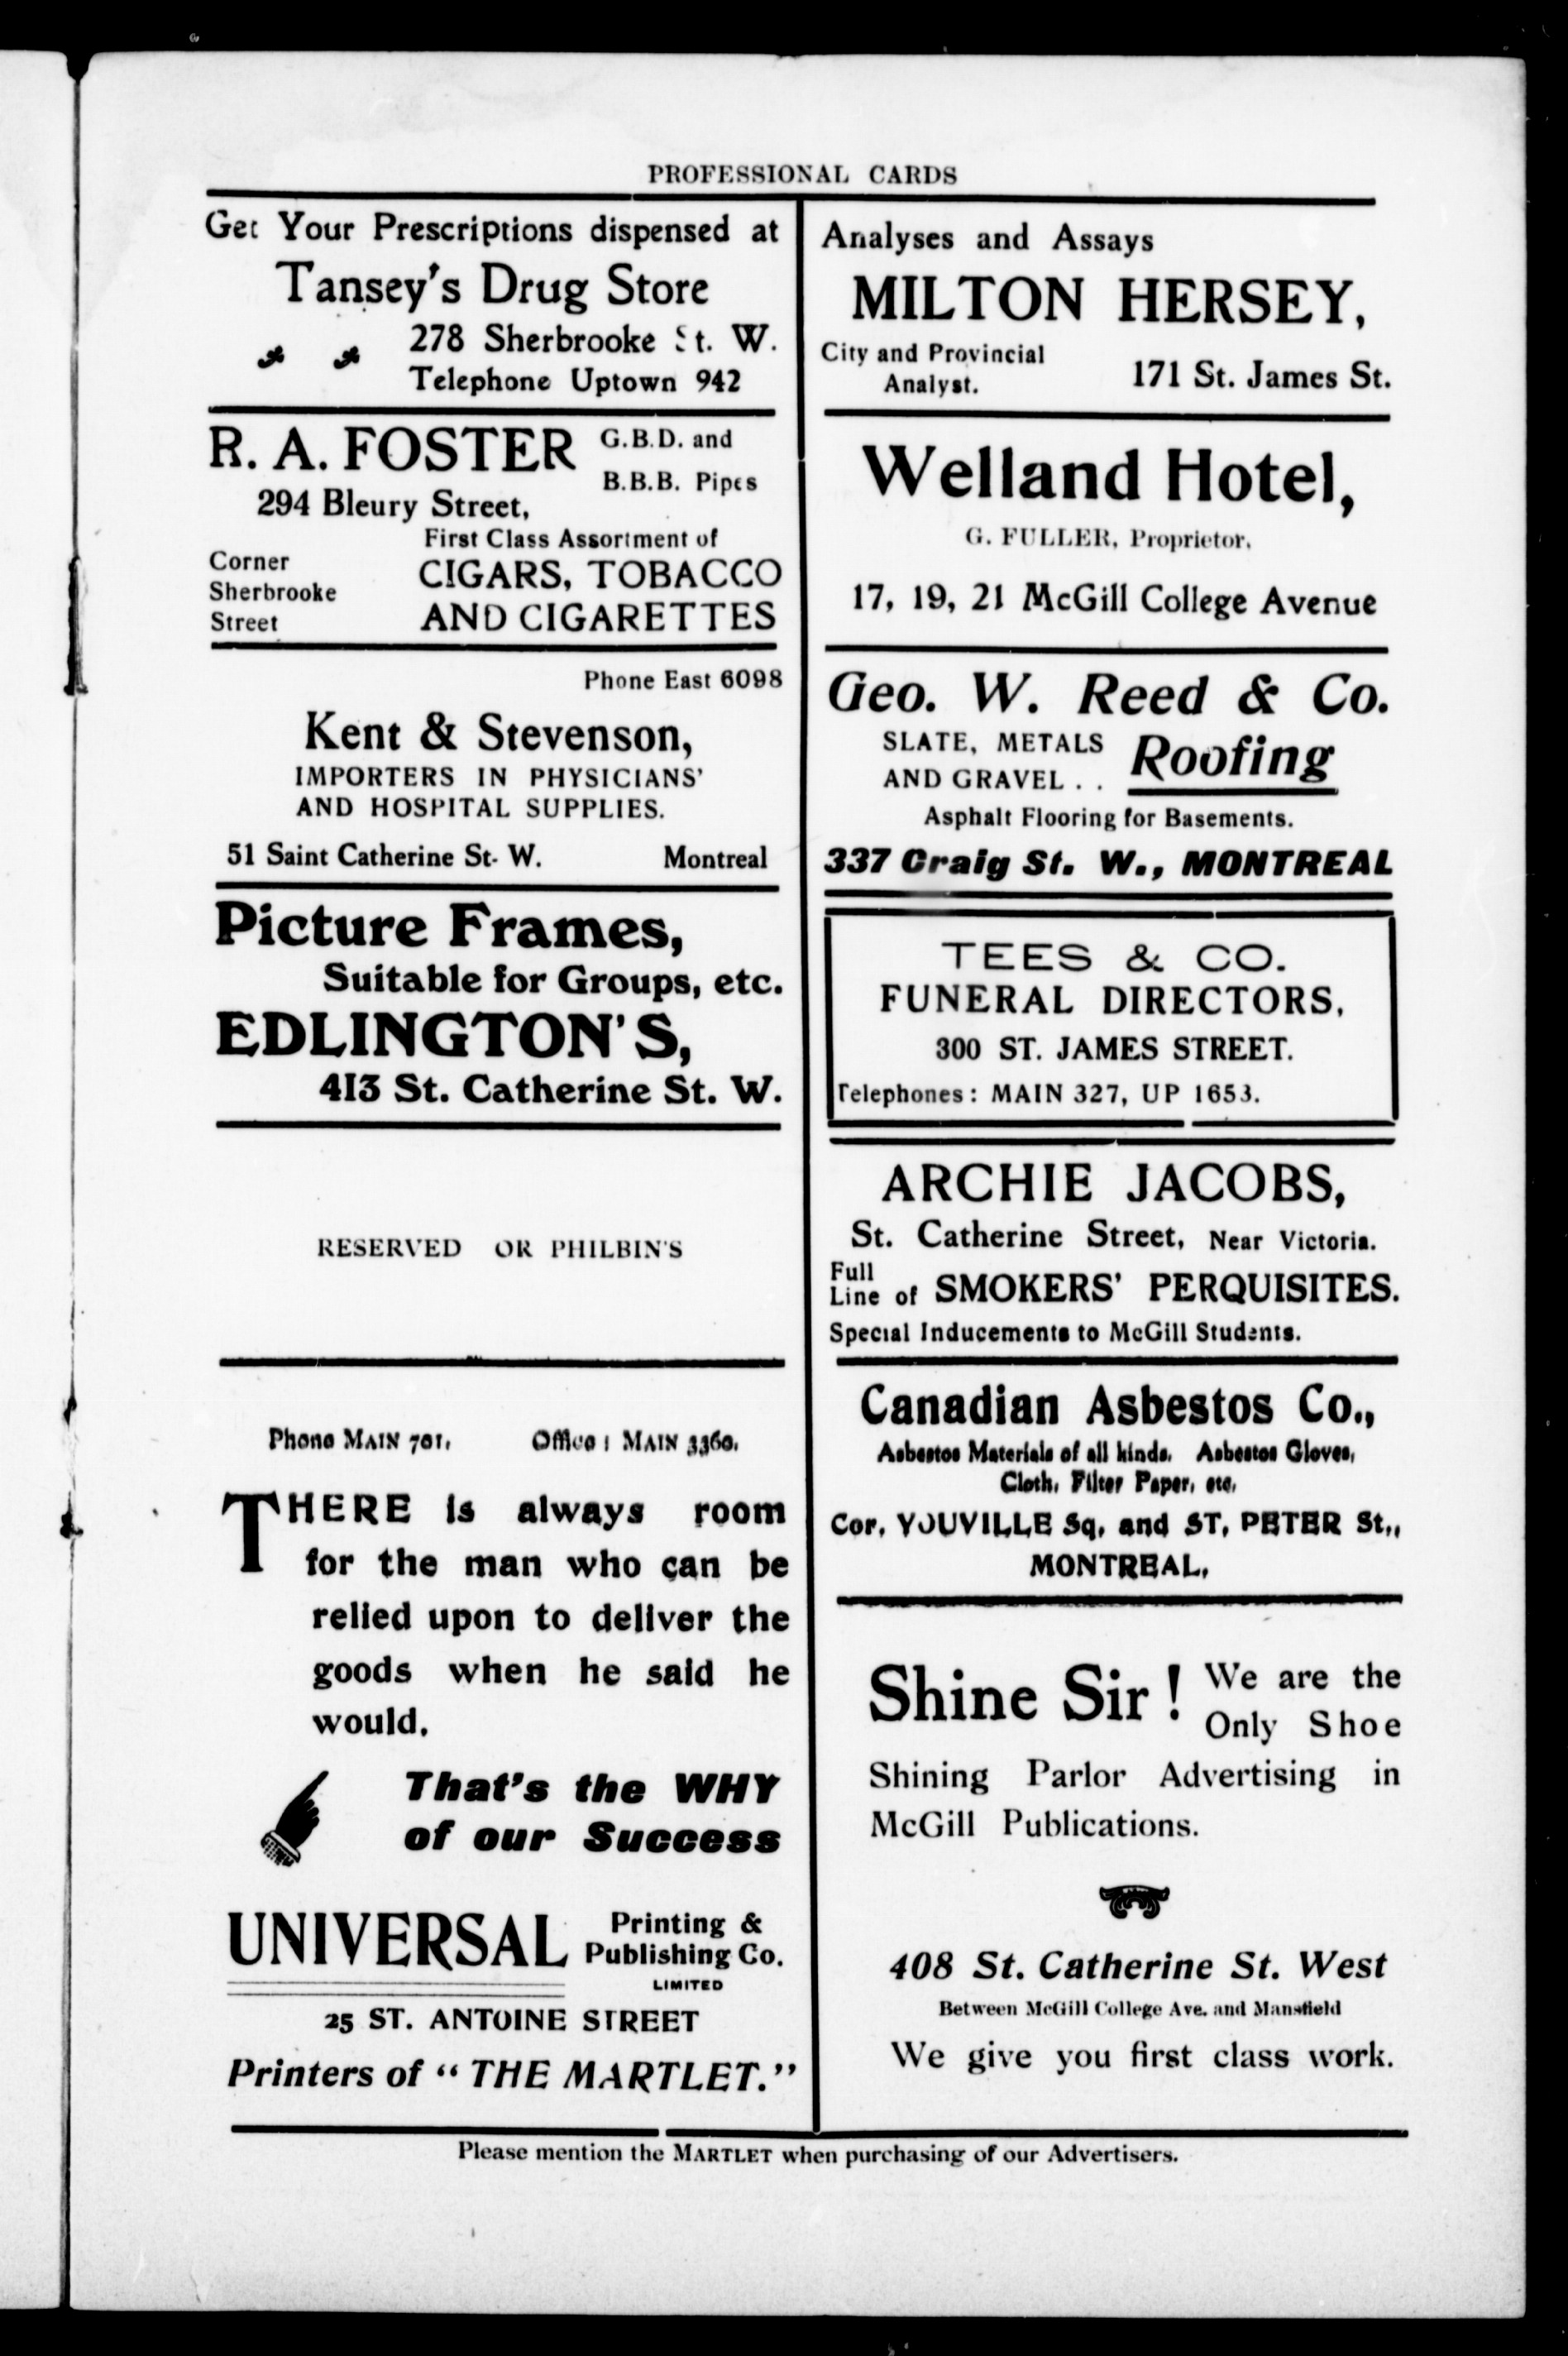 PROFESSIONAL CARDS
Get Your Prescriptions dispensed at
Tansey's Drug Store
278 Sherbrooke St. W.
Telephone Uptown 942
R. A. FOSTER
G.B.D. and
B.B.B. Pipes
294 Bleury Street,
Corner
Sherbrooke
Street
First Class Assortment of
CIGARS, TOBACCO
AND CIGARETTES
Phone East 6098
Kent & Stevenson,
IMPORTERS IN PHYSICIANS'
AND HOSPITAL SUPPLIES.
51 Saint Catherine St- W. Montreal
Picture Frames,
Suitable for Groups, etc.
EDLINGTON'S,
413 St. Catherine St. W.
RESERVED OR PHILBIN'S
Phone MAIN 701. Office : MAIN 3360.
THERE is always room
for the man who can be
relied upon to deliver the
goods when he said he
would.
That's the WHY
of our Success
UNIVERSAL Printing &
Publishing Co.
LIMITED
25 ST. ANTOINE STREET
Printers of "THE MARTLET."
Analyses and Assays
MILTON HERSEY,
City and Provincial
Analyst.
171 St. James St.
Welland Hotel,
G. FULLER, Proprietor,
17, 19, 21 McGill College Avenue
Geo. W. Reed & Co.
SLATE, METALS
AND GRAVEL . .
Roofing
Asphalt Flooring for Basements.
337 Craig St. W., MONTREAL
TEES & CO.
FUNERAL DIRECTORS,
300 ST. JAMES STREET.
Telephones : MAIN 327, UP 1653.
ARCHIE JACOBS,
St. Catherine Street, Near Victoria.
Full
Line of SMOKERS' PERQUISITES.
Special Inducements to McGill Students.
Canadian Asbestos Co.,
Asbestos Materials of all kinds. Asbestos Gloves,
Cloth, Filter Paper, etc.
Cor. YOUVILLE Sq. and ST. PETER St.,
MONTREAL.
Shine Sir ! We are the
Only Shoe
Shining Parlor Advertising in
McGill Publications.
408 St. Catherine St. West
Between McGill College Ave. and Mansfield
We give you first class work.
Please mention the MARTLET when purchasing of our Advertisers.